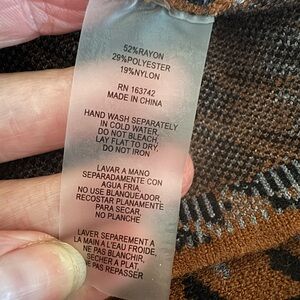 52%RAYON
29%POLYESTER
19%NYLON
RN 163742
MADE IN CHINA
HAND WASH SEPARATELY
IN COLD WATER,
DO NOT BLEACH,
LAY FLAT TO DRY,
DO NOT IRON
LAVAR A MANO
SEPARADAMENTE CON
AGUA FRIA,
NO USE BLANQUEADOR,
RECOSTAR PLANAMENTE
PARA SECAR,
NO PLANCHE
LAVER SEPAREMENT A
LA MAIN A L'EAU FROIDE,
NE PAS BLANCHIR,
SECHER A PLAT,
NE PAS REPASSER